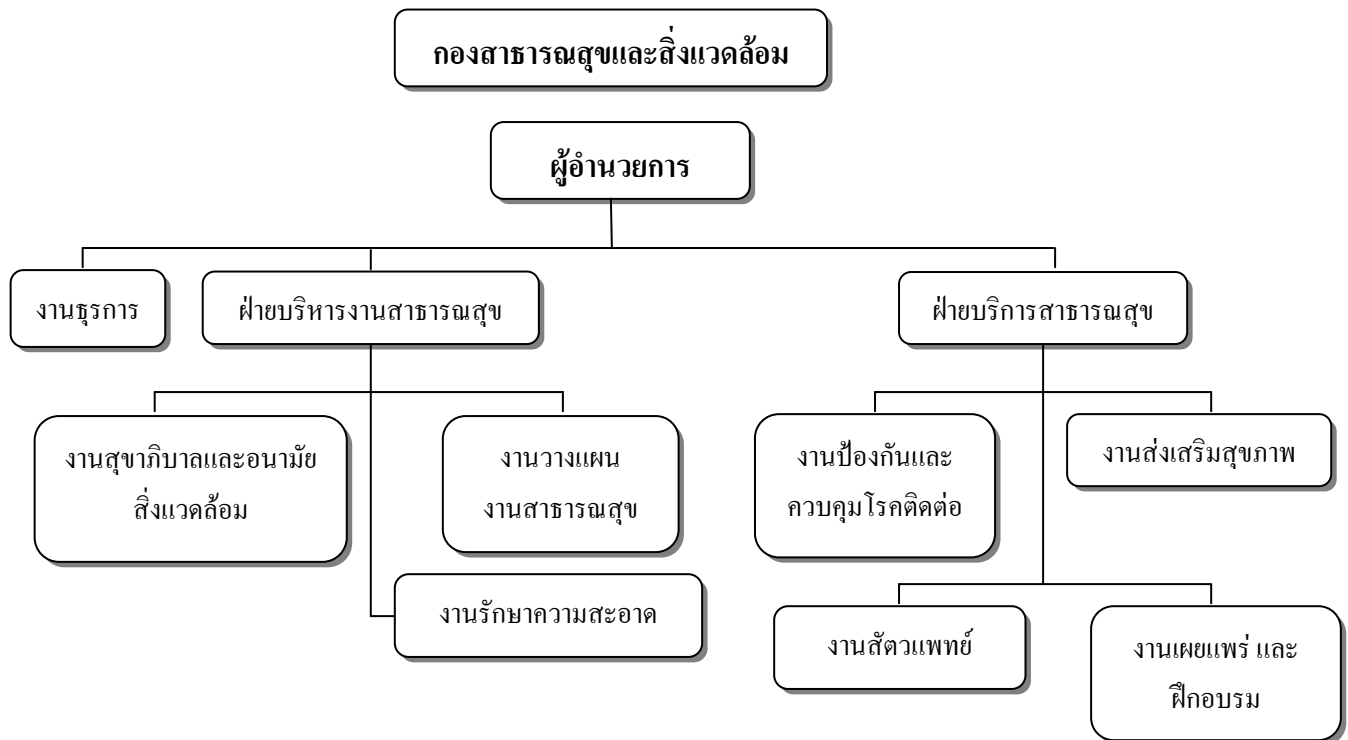 กองสาธารณสุขและสิ่งแวดล้อม
ผู้อำนวยการ
งานธุรการ
ฝ่ายบริหารงานสาธารณสุข
ฝ่ายบริการสาธารณสุข
งานสุขาภิบาลและอนามัย
สิ่งแวดล้อม
งานวางแผน
งานสาธารณสุข
งานรักษาความสะอาด
งานป้องกันและ
ควบคุมโรคติดต่อ
งานส่งเสริมสุขภาพ
งานสัตวแพทย์
งานเผยแพร่ และ
ฝึกอบรม